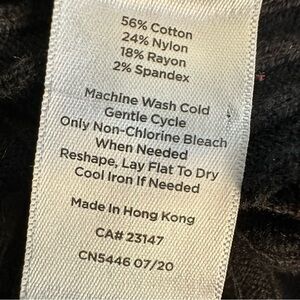 56% Cotton
24% Nylon
18% Rayon
2% Spandex
Machine Wash Cold
Gentle Cycle
Only Non-Chlorine Bleach
When Needed
Reshape, Lay Flat To Dry
Cool Iron If Needed
Made In Hong Kong
CA# 23147
CN5446 07/20